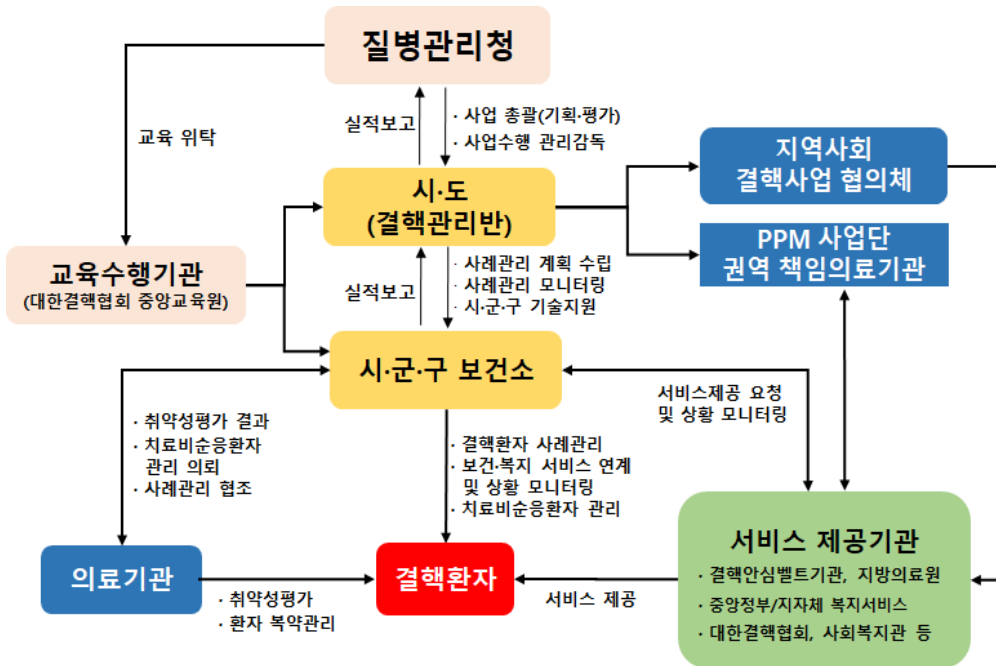 질병관리청
교육 위탁
실적보고
· 사업 총괄(기획·평가)
· 사업수행 관리감독
시·도
(결핵관리반)
지역사회
결핵사업 협의체
PPM 사업단
권역 책임의료기관
교육수행기관
(대한결핵협회 중앙교육원)
실적보고
· 사례관리 계획 수립
· 사례관리 모니터링
· 시·군·구 기술지원
시·군·구 보건소
서비스제공 요청
및 상황 모니터링
· 취약성평가 결과
· 치료비순응환자
관리 의뢰
· 사례관리 협조
· 결핵환자 사례관리
· 보건·복지 서비스 연계
및 상황 모니터링
· 치료비순응환자 관리
의료기관
· 취약성평가
· 환자 복약관리
결핵환자
서비스 제공
서비스 제공기관
· 결핵안심벨트기관, 지방의료원
· 중앙정부/지자체 복지서비스
· 대한결핵협회, 사회복지관 등